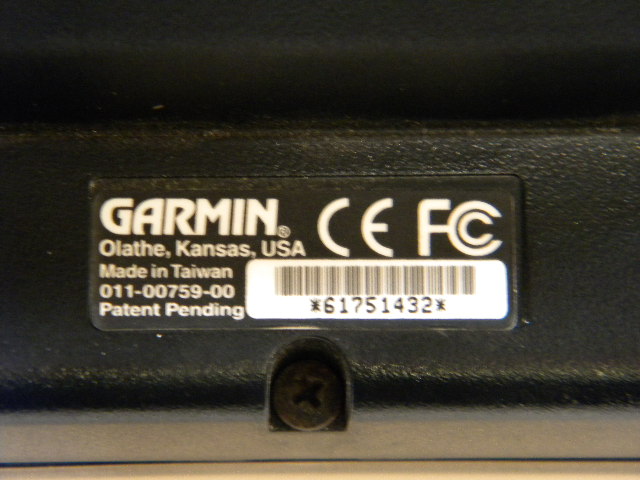 GARMIN® CE FC
Olathe, Kansas, USA
Made in Taiwan
011-00759-00
Patent Pending
*61751432*